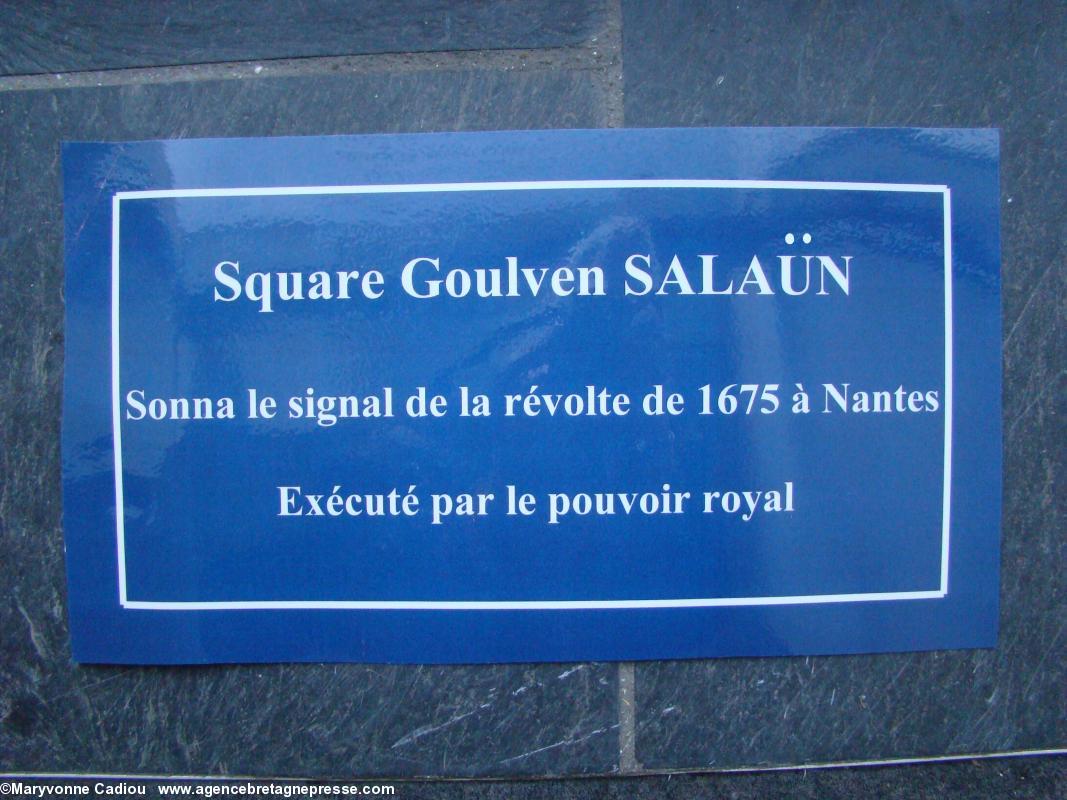 Square Goulven SALAÜN
Sonna le signal de la révolte de 1675 à Nantes
Exécuté par le pouvoir royal
©Maryvonne Cadiou www.agencebretagnepresse.com